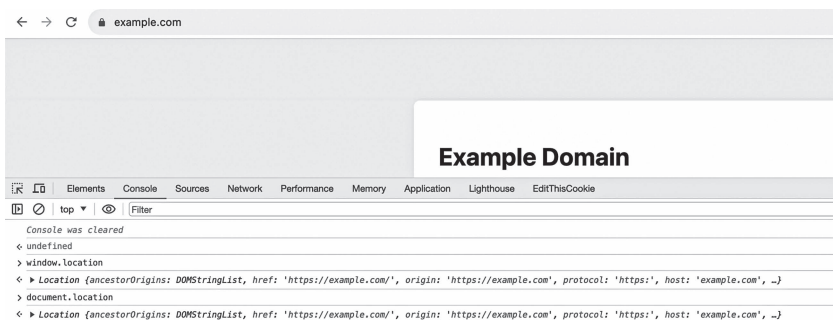 example.com
Example Domain
Elements Console Sources Network Performance Memory Application Lighthouse EditThisCookie
top ▼ Filter
Console was cleared
undefined
> window.location
▶ Location {ancestorOrigins: DOMStringList, href: 'https://example.com/', origin: 'https://example.com', protocol: 'https:', host: 'example.com', …}
> document.location
▶ Location {ancestorOrigins: DOMStringList, href: 'https://example.com/', origin: 'https://example.com', protocol: 'https:', host: 'example.com', …}